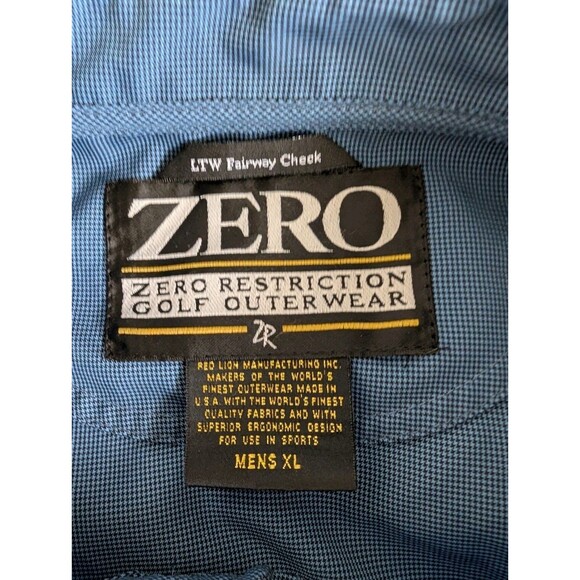 LTW Fairway Check
ZERO
ZERO RESTRICTION
GOLF OUTERWEAR
ZR
RED LION MANUFACTURING INC.
MAKERS OF THE WORLD'S
FINEST OUTERWEAR MADE IN
U.S.A. WITH THE WORLD'S FINEST
QUALITY FABRICS AND WITH
SUPERIOR ERGONOMIC DESIGN
FOR USE IN SPORTS
MENS XL